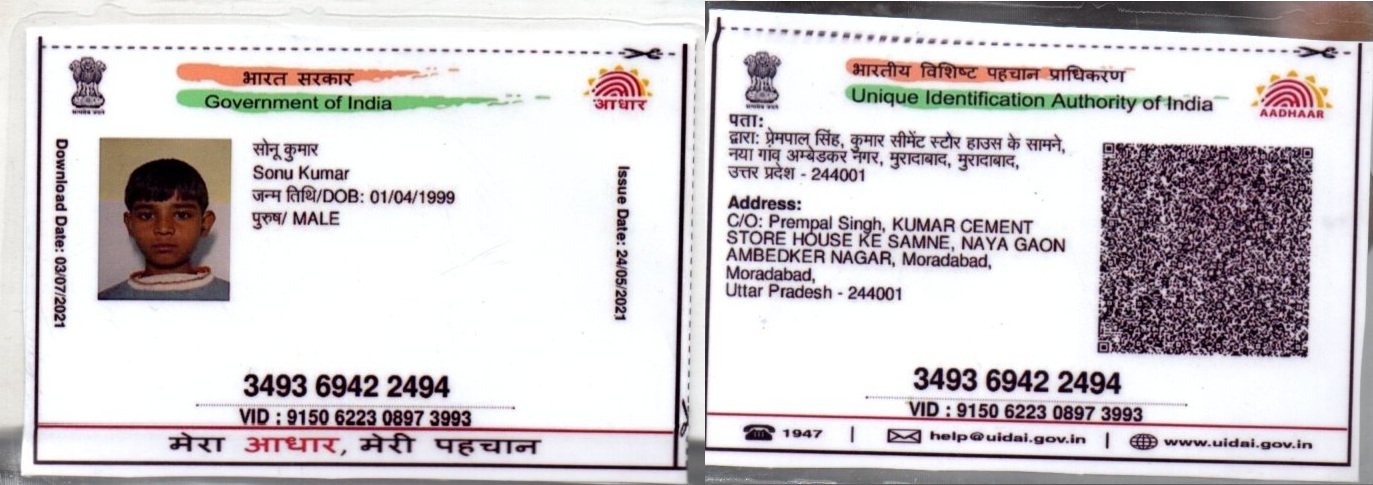 भारत सरकार
Government of India
आधार
Download Date: 03/07/2021
सोनू कुमार
Sonu Kumar
जन्म तिथि/DOB: 01/04/1999
पुरुष/ MALE
Issue Date: 24/05/2021
3493 6942 2494
VID : 9150 6223 0897 3993
मेरा आधार, मेरी पहचान
भारतीय विशिष्ट पहचान प्राधिकरण
Unique Identification Authority of India
AADHAAR
पता:
द्वारा: प्रेमपाल सिंह, कुमार सीमेंट स्टोर हाउस के सामने,
नया गांव अम्बेडकर नगर, मुरादाबाद, मुरादाबाद,
उत्तर प्रदेश - 244001
Address:
C/O: Prempal Singh, KUMAR CEMENT
STORE HOUSE KE SAMNE, NAYA GAON
AMBEDKER NAGAR, Moradabad,
Moradabad,
Uttar Pradesh - 244001
3493 6942 2494
VID : 9150 6223 0897 3993
1947 | help@uidai.gov.in | www.uidai.gov.in